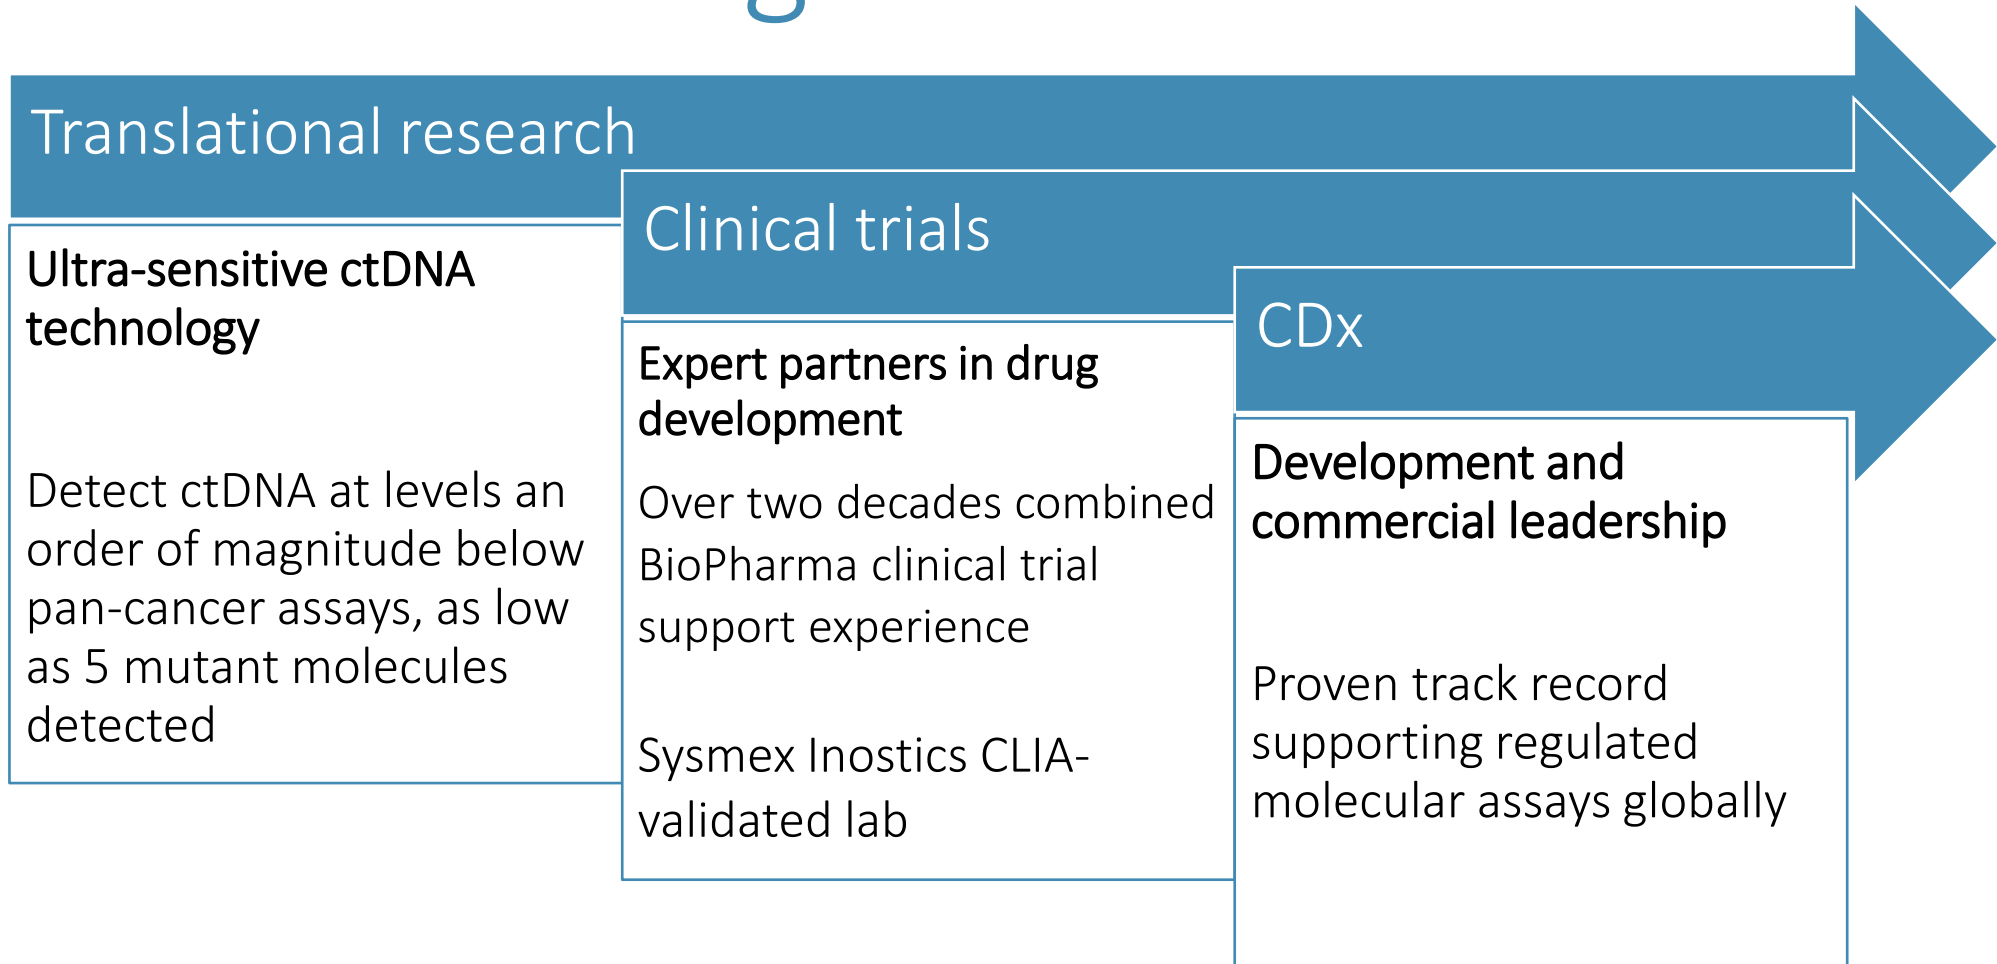 Translational research
Ultra-sensitive ctDNA
technology
Detect ctDNA at levels an
order of magnitude below
pan-cancer assays, as low
as 5 mutant molecules
detected
Clinical trials
Expert partners in drug
development
Over two decades combined
BioPharma clinical trial
support experience
Sysmex Inostics CLIA-
validated lab
CDx
Development and
commercial leadership
Proven track record
supporting regulated
molecular assays globally